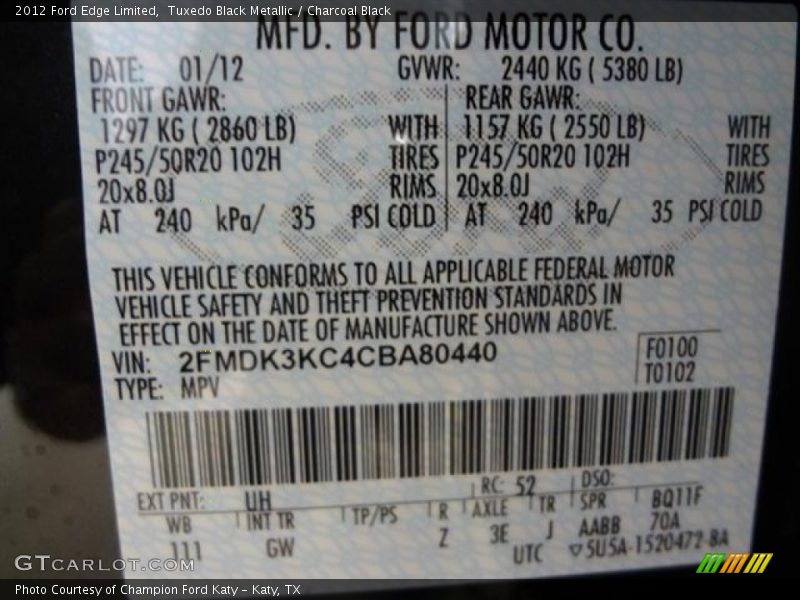 2012 Ford Edge Limited,  Tuxedo Black Metallic / Charcoal Black
MFD. BY FORD MOTOR CO.
DATE: 01/12 GVWR: 2440 KG ( 5380 LB)
FRONT GAWR: REAR GAWR:
1297 KG ( 2860 LB) WITH 1157 KG ( 2550 LB) WITH
P245/50R20 102H TIRES P245/50R20 102H TIRES
20x8.0J RIMS 20x8.0J RIMS
AT 240 kPa/ 35 PSI COLD AT 240 kPa/ 35 PSI COLD
THIS VEHICLE CONFORMS TO ALL APPLICABLE FEDERAL MOTOR
VEHICLE SAFETY AND THEFT PREVENTION STANDARDS IN
EFFECT ON THE DATE OF MANUFACTURE SHOWN ABOVE.
VIN: 2FMDK3KC4CBA80440 F0100
TYPE: MPV T0102
EXT PNT: UH RC: 52 DSO:
WB INT TR TP/PS R AXLE TR SPR BQ11F
111 GW Z 3E J AABB 70A
UTC ▽SU5A-1520472-BA
GTCARLOT.COM
Photo Courtesy of Champion Ford Katy – Katy, TX